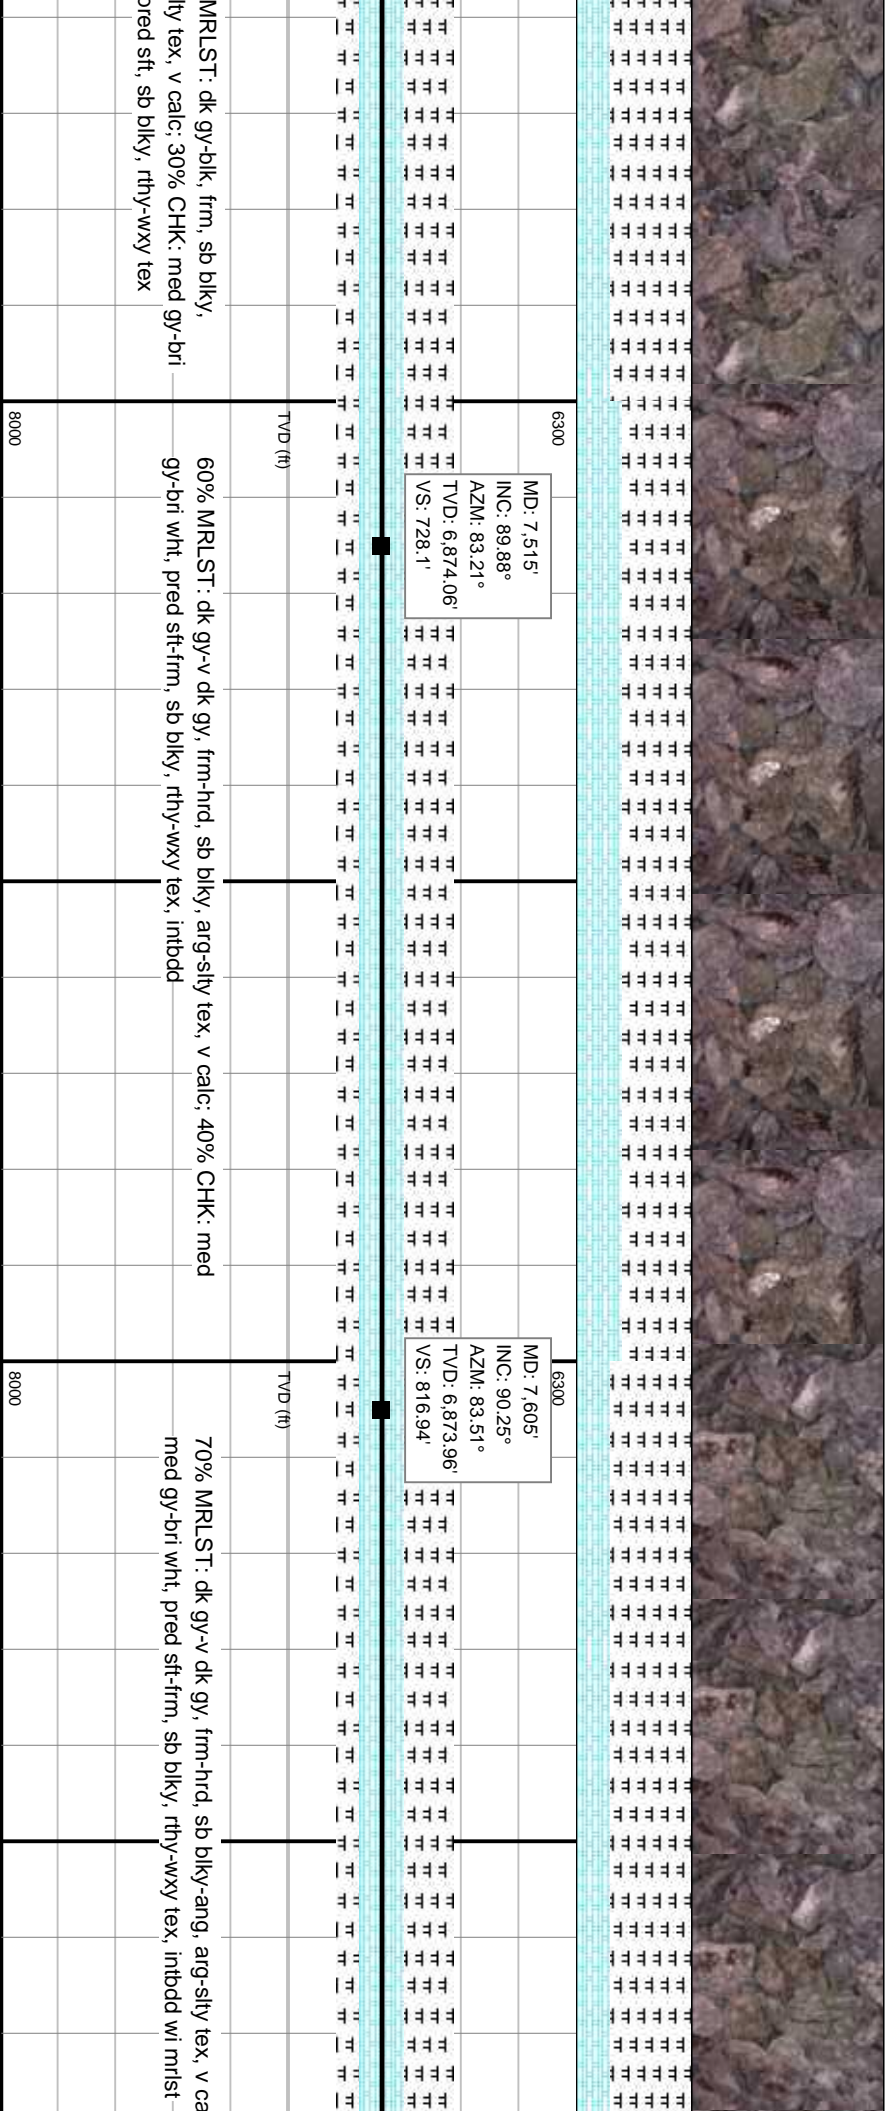 MRLST: dk gy-blk, frm, sb blky,
lty tex, v calc; 30% CHK: med gy-bri
pred sft, sb blky, rthy-wxy tex
6300
TVD (ft)
8000
MD: 7,515'
INC: 89.88°
AZM: 83.21°
TVD: 6,874.06'
VS: 728.1'
60% MRLST: dk gy-v dk gy, frm-hrd, sb blky, arg-slty tex, v calc; 40% CHK: med
gy-bri wht, pred sft-frm, sb blky, rthy-wxy tex, intbdd
6300
TVD (ft)
8000
MD: 7,605'
INC: 90.25°
AZM: 83.51°
TVD: 6,873.96'
VS: 816.94'
70% MRLST: dk gy-v dk gy, frm-hrd, sb blky-ang, arg-slty tex, v ca
med gy-bri wht, pred sft-frm, sb blky, rthy-wxy tex, intbdd wi mrlst